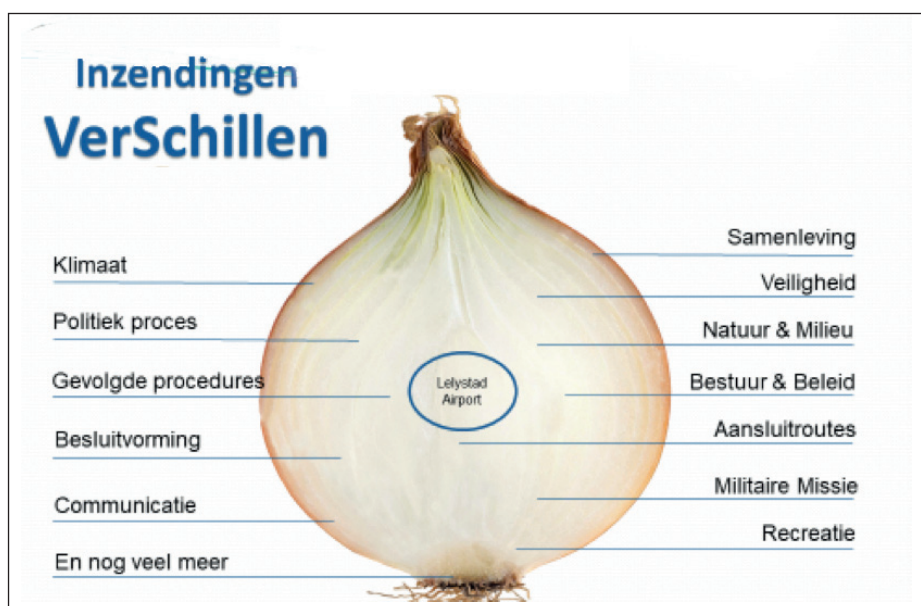 Inzendingen
VerSchillen
Klimaat
Politiek proces
Gevolgde procedures
Besluitvorming
Communicatie
En nog veel meer
Lelystad
Airport
Samenleving
Veiligheid
Natuur & Milieu
Bestuur & Beleid
Aansluitroutes
Militaire Missie
Recreatie